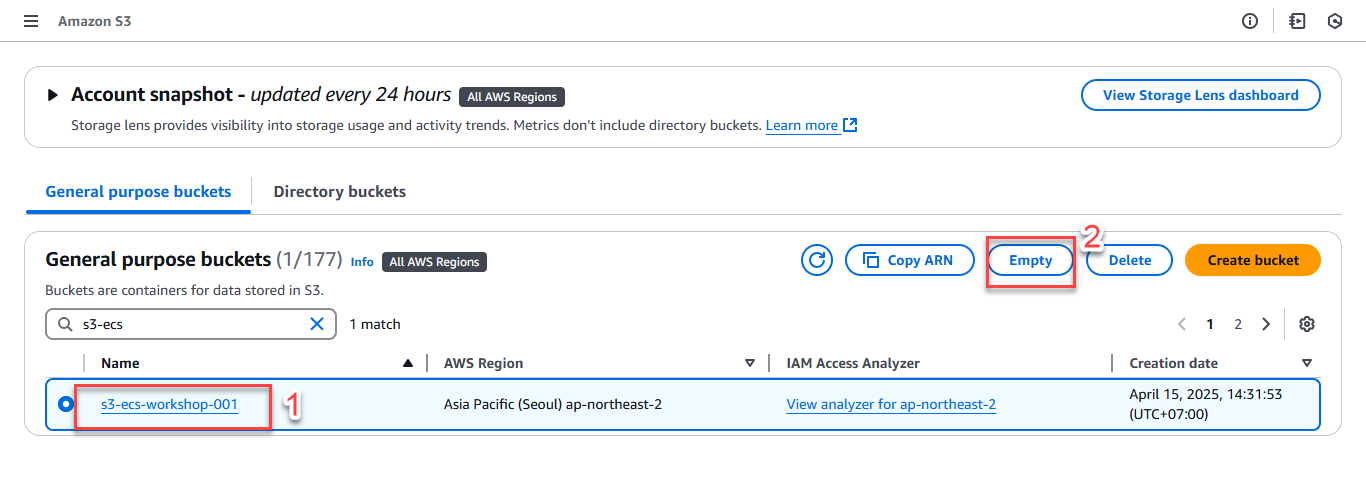 Amazon S3
Account snapshot - updated every 24 hours All AWS Regions
View Storage Lens dashboard
Storage lens provides visibility into storage usage and activity trends. Metrics don't include directory buckets. Learn more
General purpose buckets
Directory buckets
General purpose buckets (1/177) Info All AWS Regions
Copy ARN
Empty
2
Delete
Create bucket
Buckets are containers for data stored in S3.
s3-ecs
1 match
1 2
Name AWS Region IAM Access Analyzer Creation date
s3-ecs-workshop-001 1 Asia Pacific (Seoul) ap-northeast-2 View analyzer for ap-northeast-2 April 15, 2025, 14:31:53
(UTC+07:00)